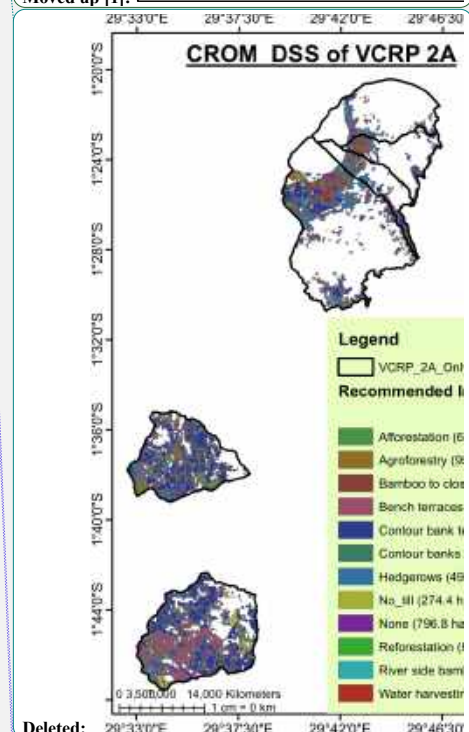 Moved up [1]:
29°33'0"E 29°37'30"E 29°42'0"E 29°46'30
CROM DSS of VCRP 2A
1°20'0"S
1°24'0"S
1°28'0"S
1°32'0"S
1°36'0"S
1°40'0"S
1°44'0"S
Legend
VCRP_2A_Onl
Recommended I
Afforestation (6
Agroforestry (9
Bamboo to clos
Bench terraces
Contour bank te
Contour banks
Hedgerows (49
No_till (274.4 h
None (796.8 ha
Reforestation (
River side bam
Water harvestin
14,000 Kilometers
1 cm = 0 km
Deleted: 29°33'0"E 29°37'30"E 29°42'0"E 29°46'30